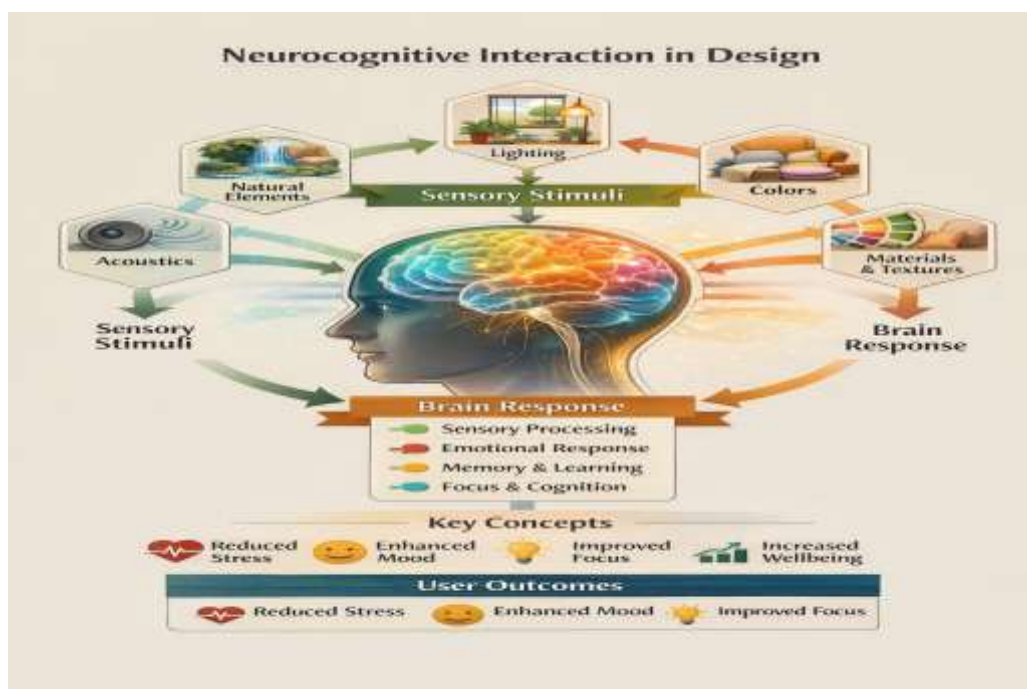 Neurocognitive Interaction in Design
Lighting
Natural
Elements
Colors
Sensory Stimuli
Acoustics
Materials
& Textures
Sensory
Stimuli
Brain
Response
Brain Response
Sensory Processing
Emotional Response
Memory & Learning
Focus & Cognition
Key Concepts
Reduced
Stress
Enhanced
Mood
Improved
Focus
Increased
Wellbeing
User Outcomes
Reduced Stress
Enhanced Mood
Improved Focus